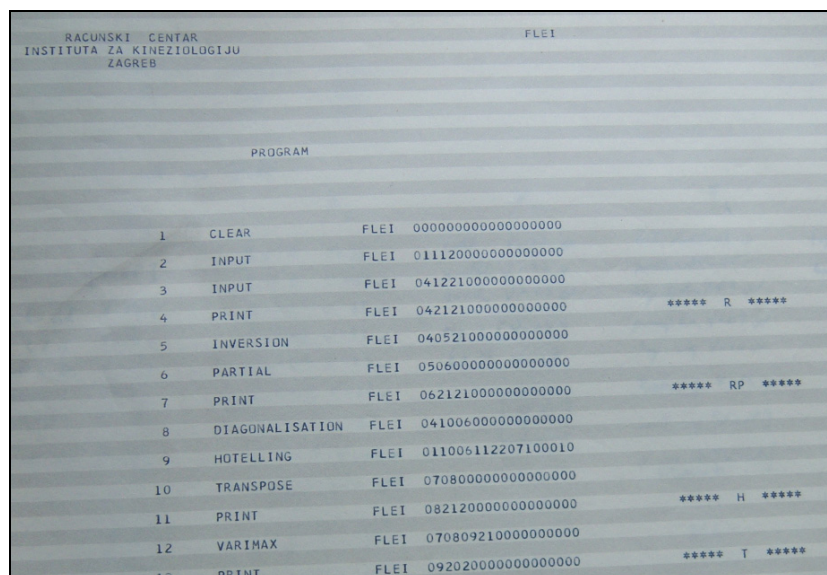 RACUNSKI CENTAR FLEI
INSTITUTA ZA KINEZIOLOGIJU
ZAGREB
PROGRAM
1 CLEAR FLEI 000000000000000000
2 INPUT FLEI 011120000000000000
3 INPUT FLEI 041221000000000000
4 PRINT FLEI 042121000000000000 ***** R *****
5 INVERSION FLEI 040521000000000000
6 PARTIAL FLEI 050600000000000000
7 PRINT FLEI 062121000000000000 ***** RP *****
8 DIAGONALISATION FLEI 041006000000000000
9 HOTELLING FLEI 011006112207100010
10 TRANSPOSE FLEI 070800000000000000
11 PRINT FLEI 082120000000000000 ***** H *****
12 VARIMAX FLEI 070809210000000000
PRINT FLEI 092020000000000000 ***** T *****